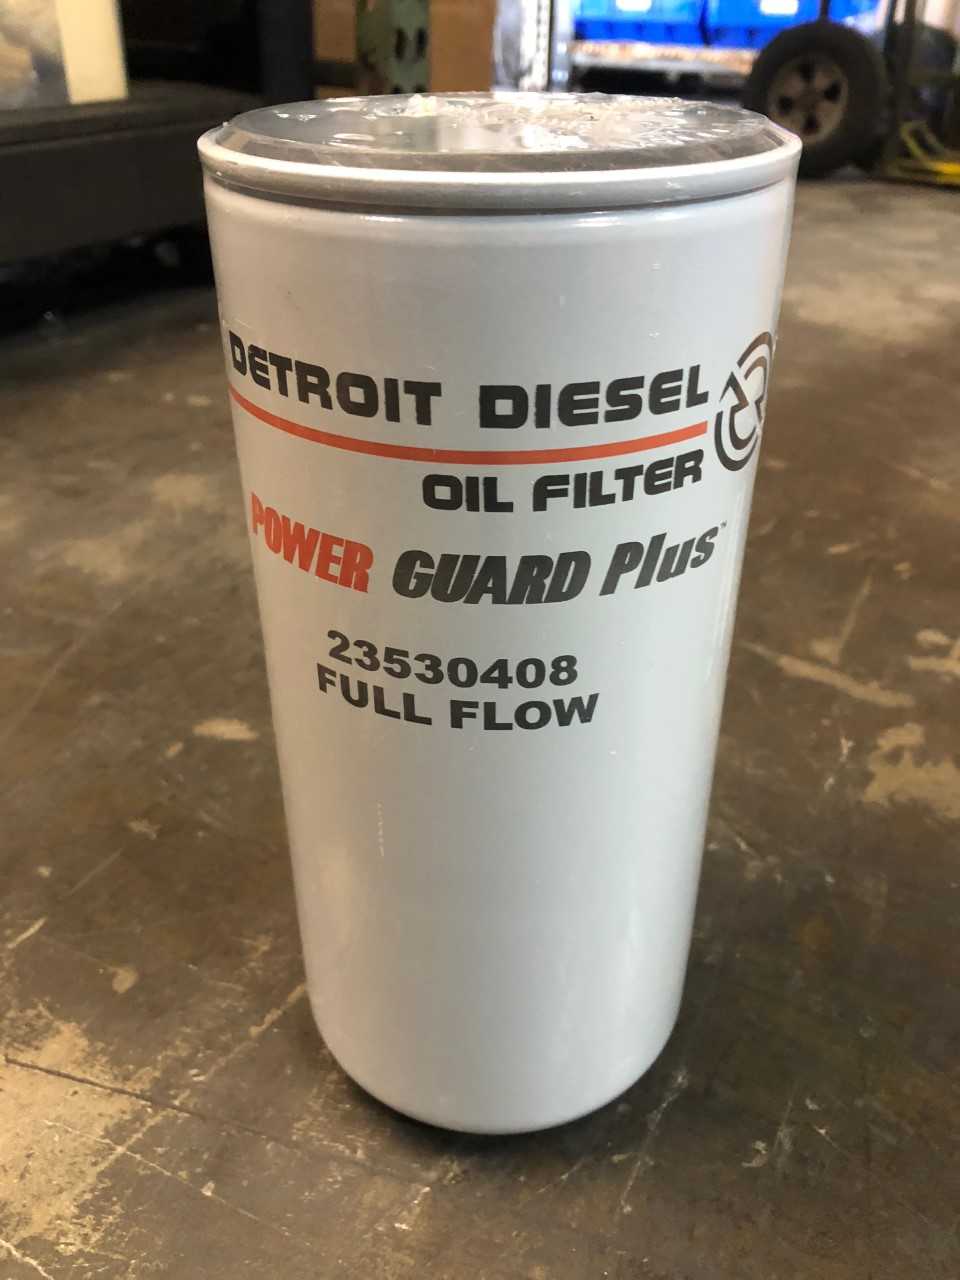 DETROIT DIESEL
OIL FILTER
POWER GUARD Plus™
23530408
FULL FLOW